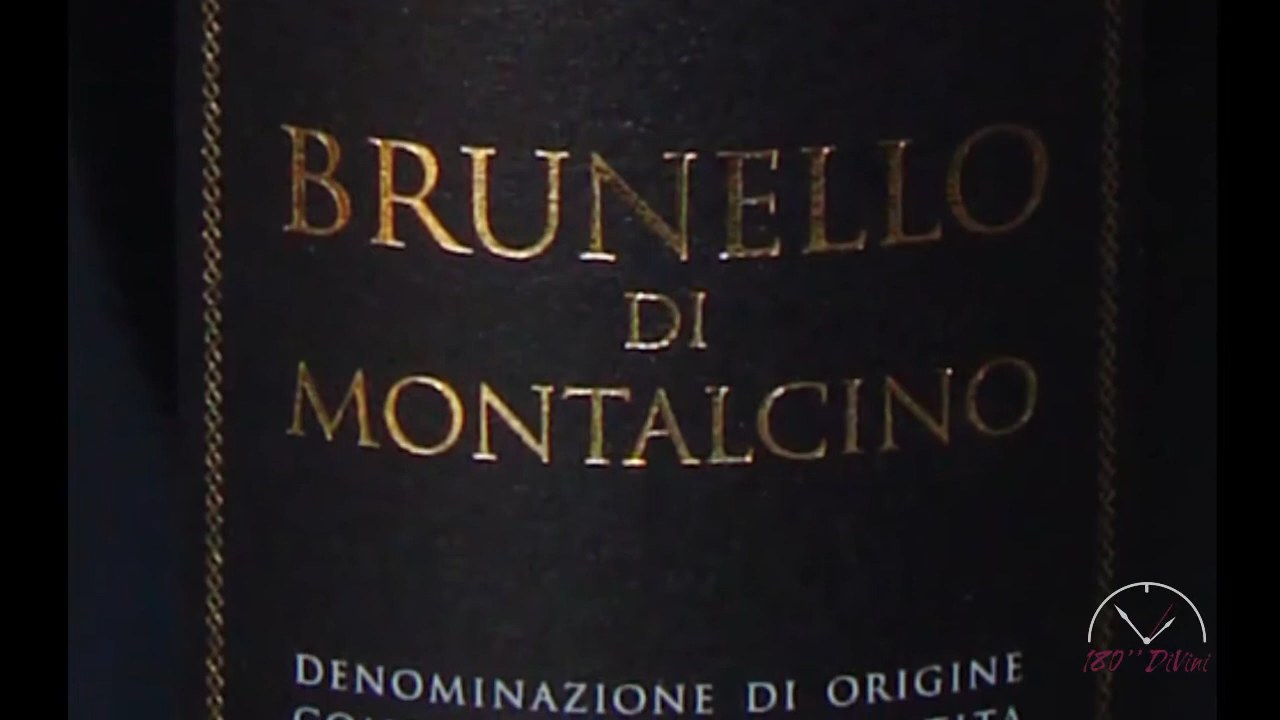 BRUNELLO
DI
MONTALCINO
DENOMINAZIONE DI ORIGINE
180'' DiVini